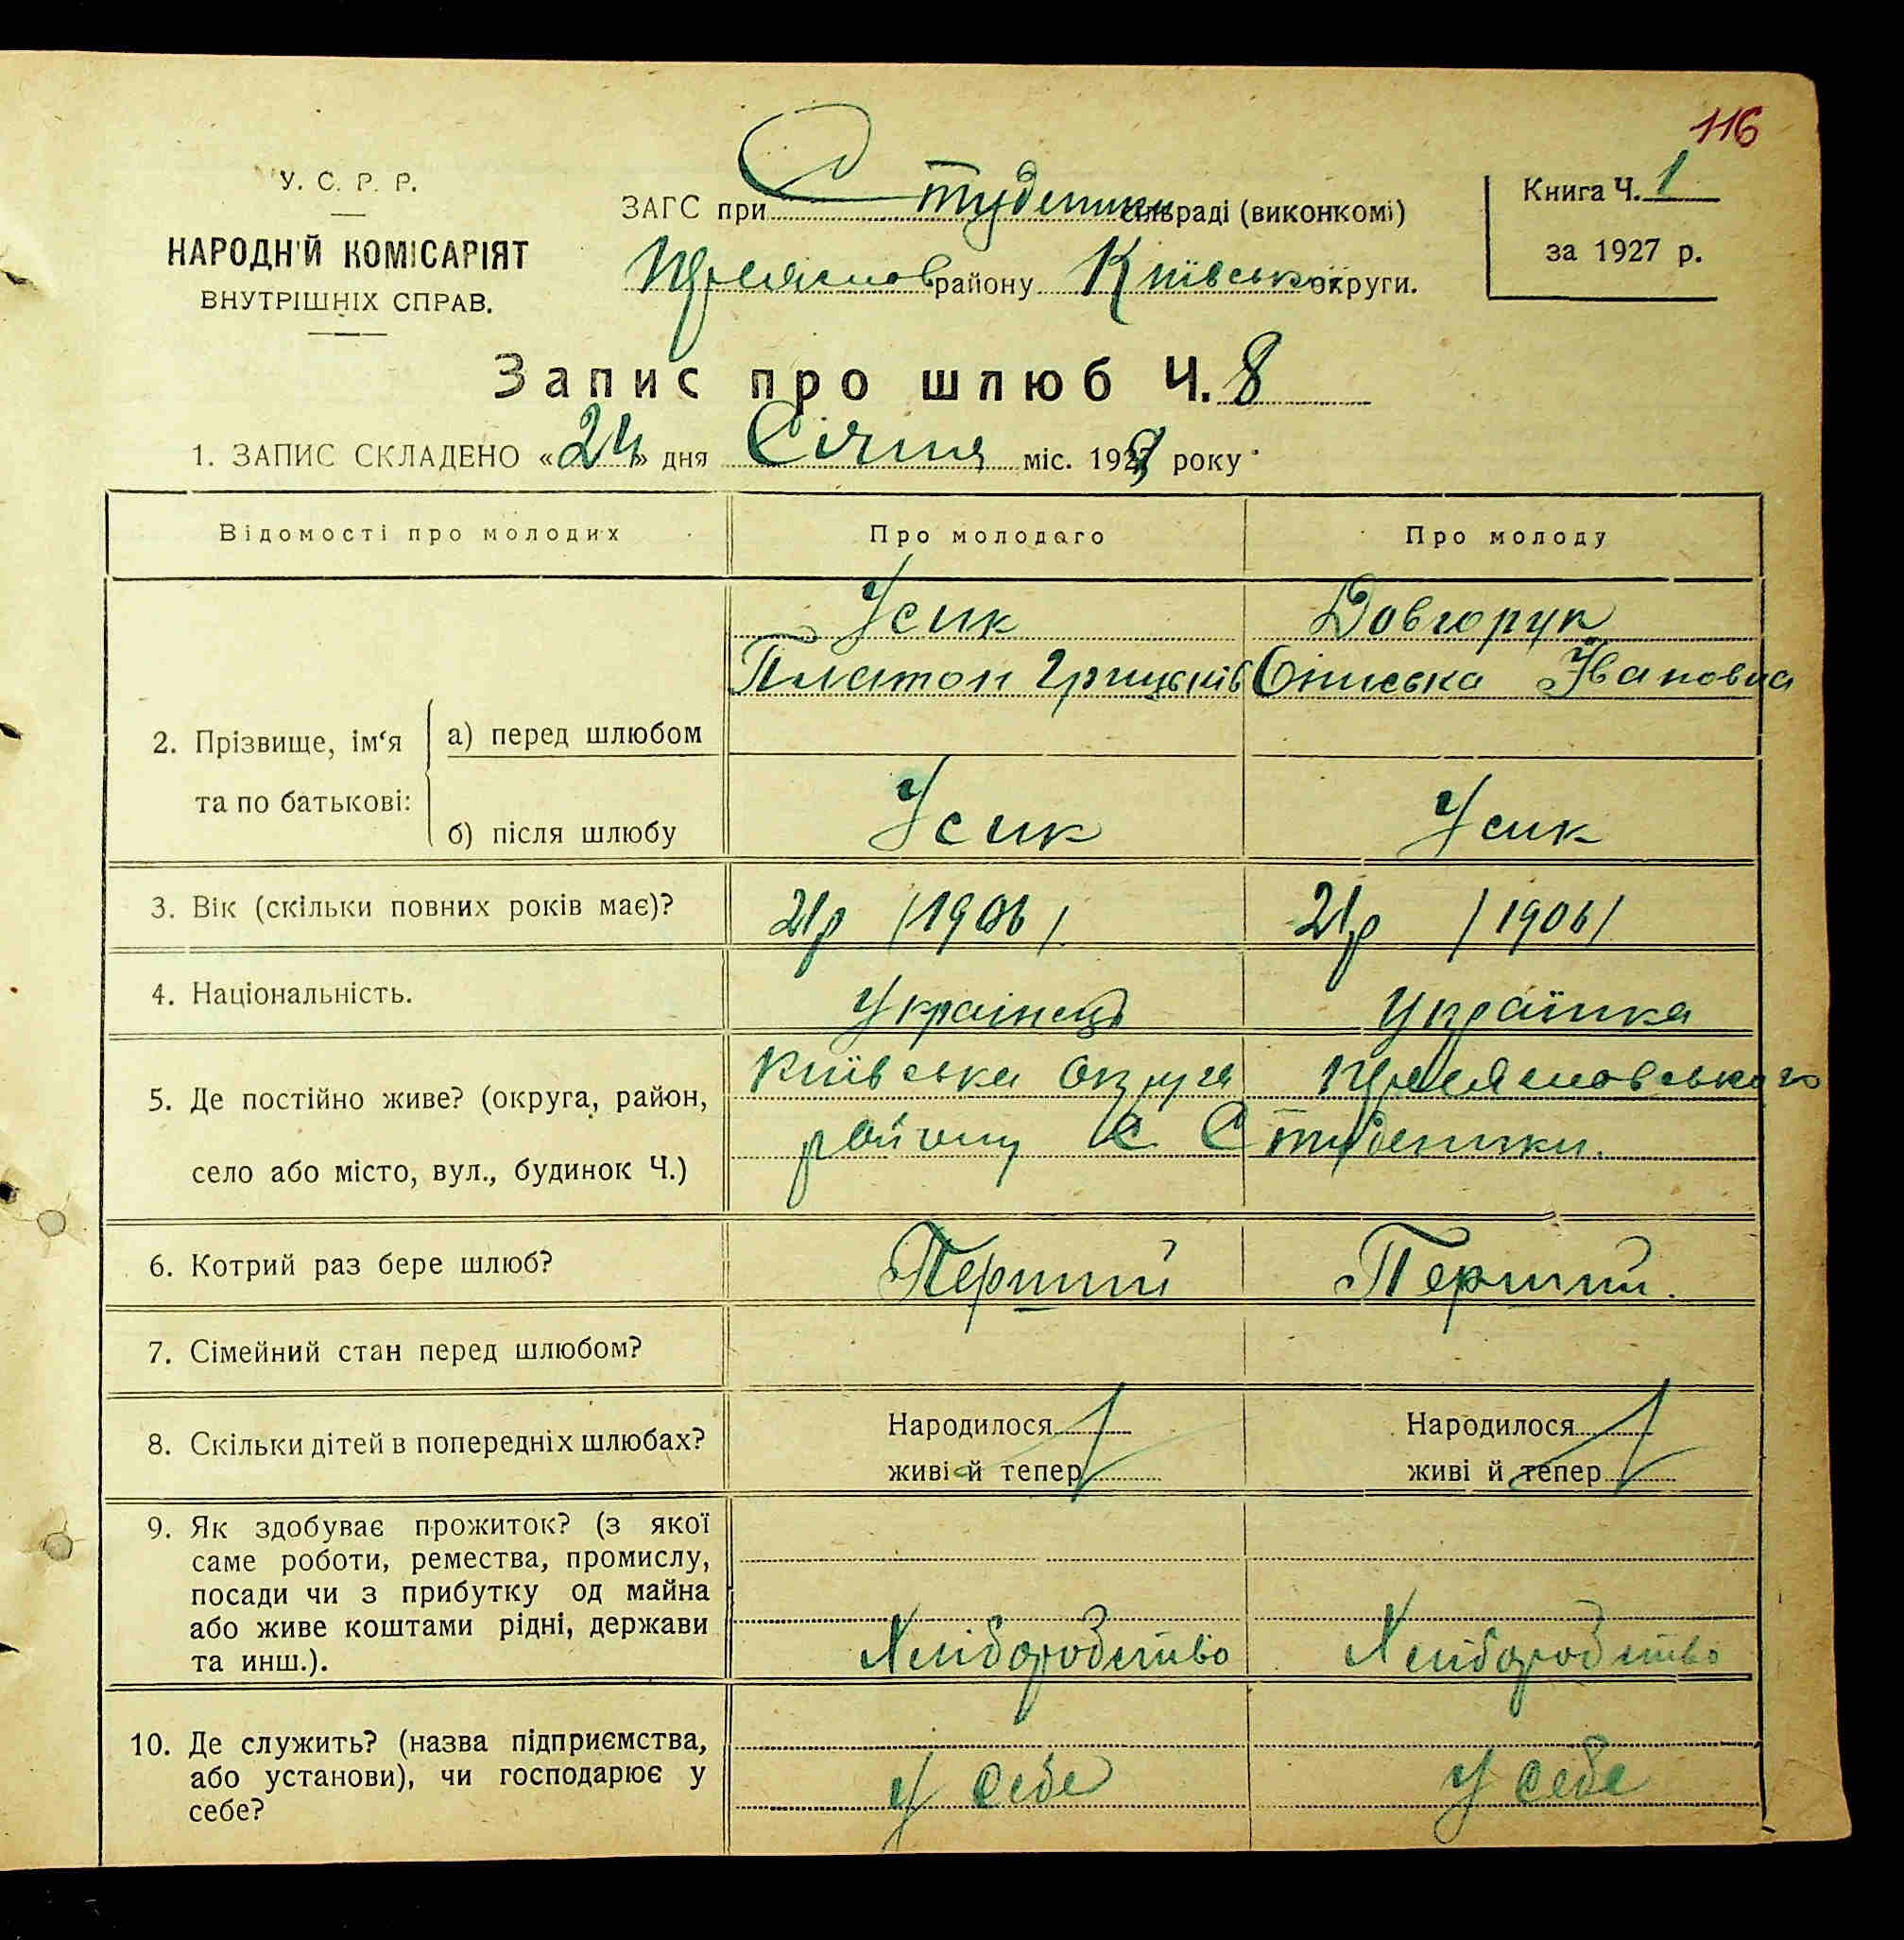 116
У. С. Р. Р.
НАРОДНІЙ КОМІСАРІЯТ
ВНУТРІШНІХ СПРАВ.
ЗАГС при Студеники сільраді (виконкомі)
району Київської округи.
Книга Ч. 1
за 1927 р.
Запис про шлюб Ч. 8
1. ЗАПИС СКЛАДЕНО «24» дня Січня міс. 192 року
Відомості про молодих Про молодого Про молоду
2. Прізвище, ім‘я та по батькові:
а) перед шлюбом
Усик Довгорук
Платон Грицьків Ониська Івановна
б) після шлюбу Усик Усик
3. Вік (скільки повних років має)? 21р /1906/ 21р /1906/
4. Національність. Українець Українка
5. Де постійно живе? (округа, район,
село або місто, вул., будинок Ч.)
Київська округа
району с. Студеники.
6. Котрий раз бере шлюб? Перший Перший.
7. Сімейний стан перед шлюбом?
8. Скільки дітей в попередніх шлюбах? Народилося Народилося
живі й тепер живі й тепер
9. Як здобуває прожиток? (з якої
саме роботи, ремества, промислу,
посади чи з прибутку од майна
або живе коштами рідні, держави
та инш.).
Хліборобство Хліборобство
10. Де служить? (назва підприємства,
або установи), чи господарює у
себе?
у себе у себе